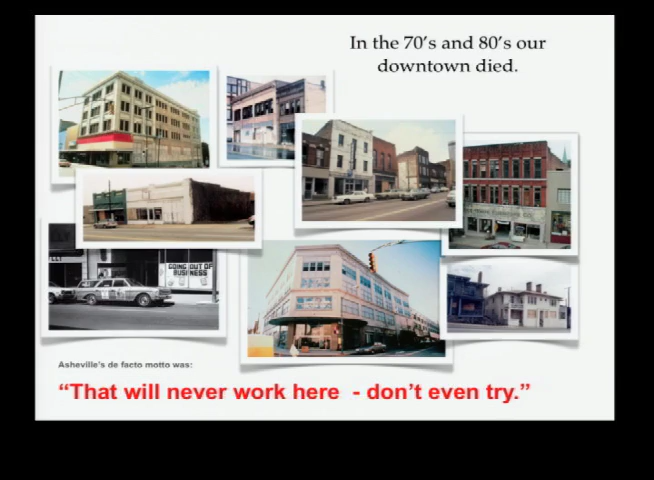 In the 70's and 80's our
downtown died.
GOING OUT OF
BUSINESS
Asheville's de facto motto was:
“That will never work here - don't even try.”